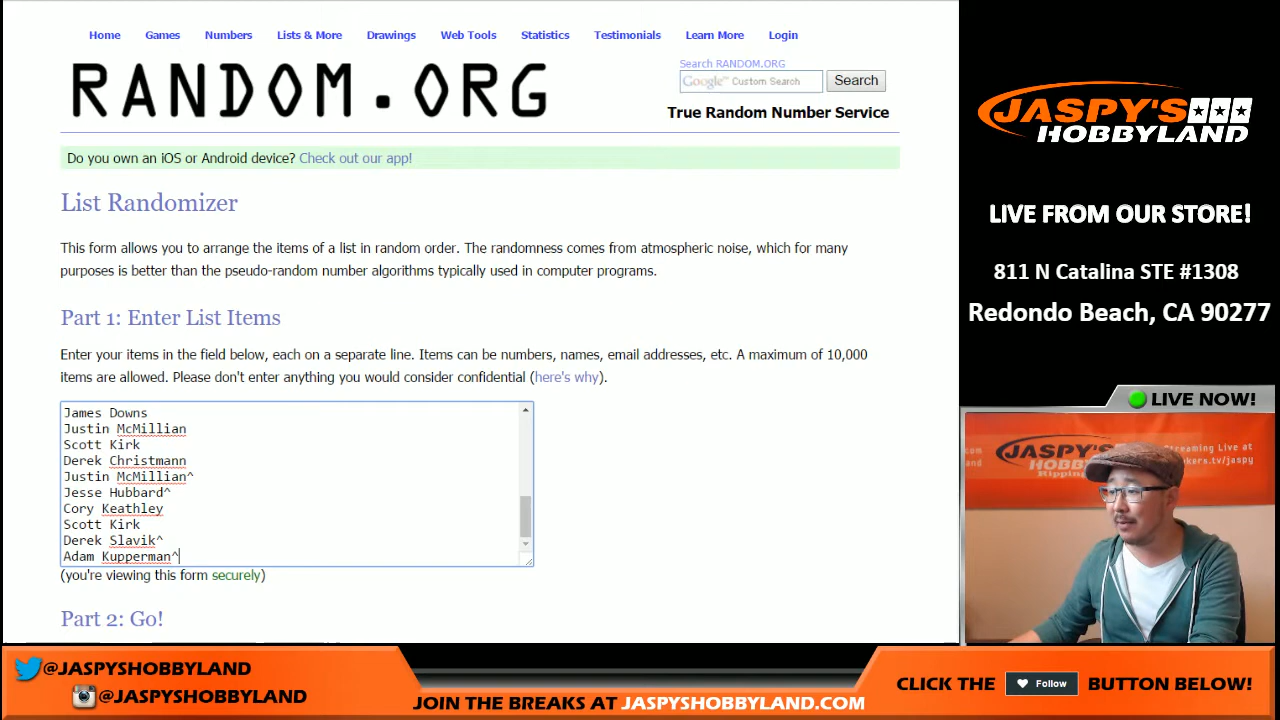 Home Games Numbers Lists & More Drawings Web Tools Statistics Testimonials Learn More Login
RANDOM.ORG
Search RANDOM.ORG
Google™ Custom Search Search
True Random Number Service
Do you own an iOS or Android device? Check out our app!
List Randomizer
This form allows you to arrange the items of a list in random order. The randomness comes from atmospheric noise, which for many
purposes is better than the pseudo-random number algorithms typically used in computer programs.
Part 1: Enter List Items
Enter your items in the field below, each on a separate line. Items can be numbers, names, email addresses, etc. A maximum of 10,000
items are allowed. Please don't enter anything you would consider confidential (here's why).
James Downs
Justin McMillian
Scott Kirk
Derek Christmann
Justin McMillian^
Jesse Hubbard^
Cory Keathley
Scott Kirk
Derek Slavik^
Adam Kupperman^
(you're viewing this form securely)
Part 2: Go!
JASPY'S
HOBBYLAND
LIVE FROM OUR STORE!
811 N Catalina STE #1308
Redondo Beach, CA 90277
LIVE NOW!
JASPY'S
Streaming Live at
@JASPYSHOBBYLAND
@JASPYSHOBBYLAND
JOIN THE BREAKS AT JASPYSHOBBYLAND.COM
CLICK THE Follow BUTTON BELOW!